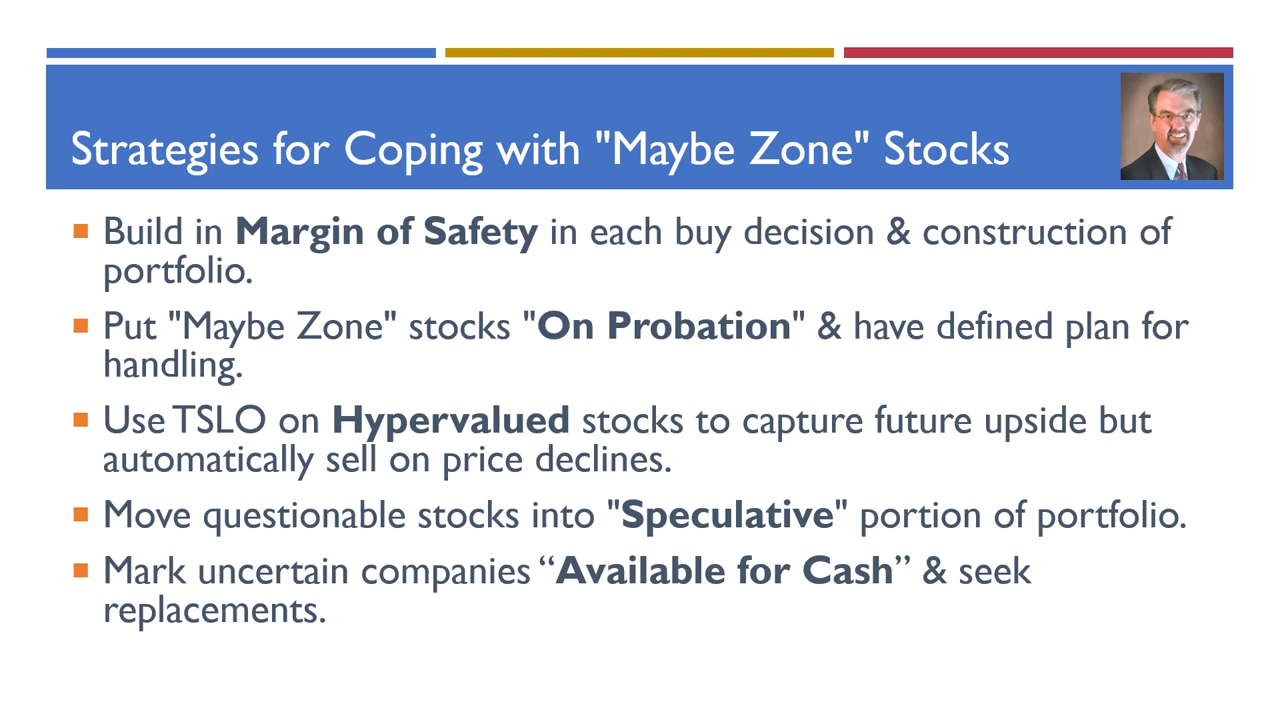 Strategies for Coping with "Maybe Zone" Stocks
Build in Margin of Safety in each buy decision & construction of
portfolio.
Put "Maybe Zone" stocks "On Probation" & have defined plan for
handling.
Use TSLO on Hypervalued stocks to capture future upside but
automatically sell on price declines.
Move questionable stocks into "Speculative" portion of portfolio.
Mark uncertain companies “Available for Cash” & seek
replacements.